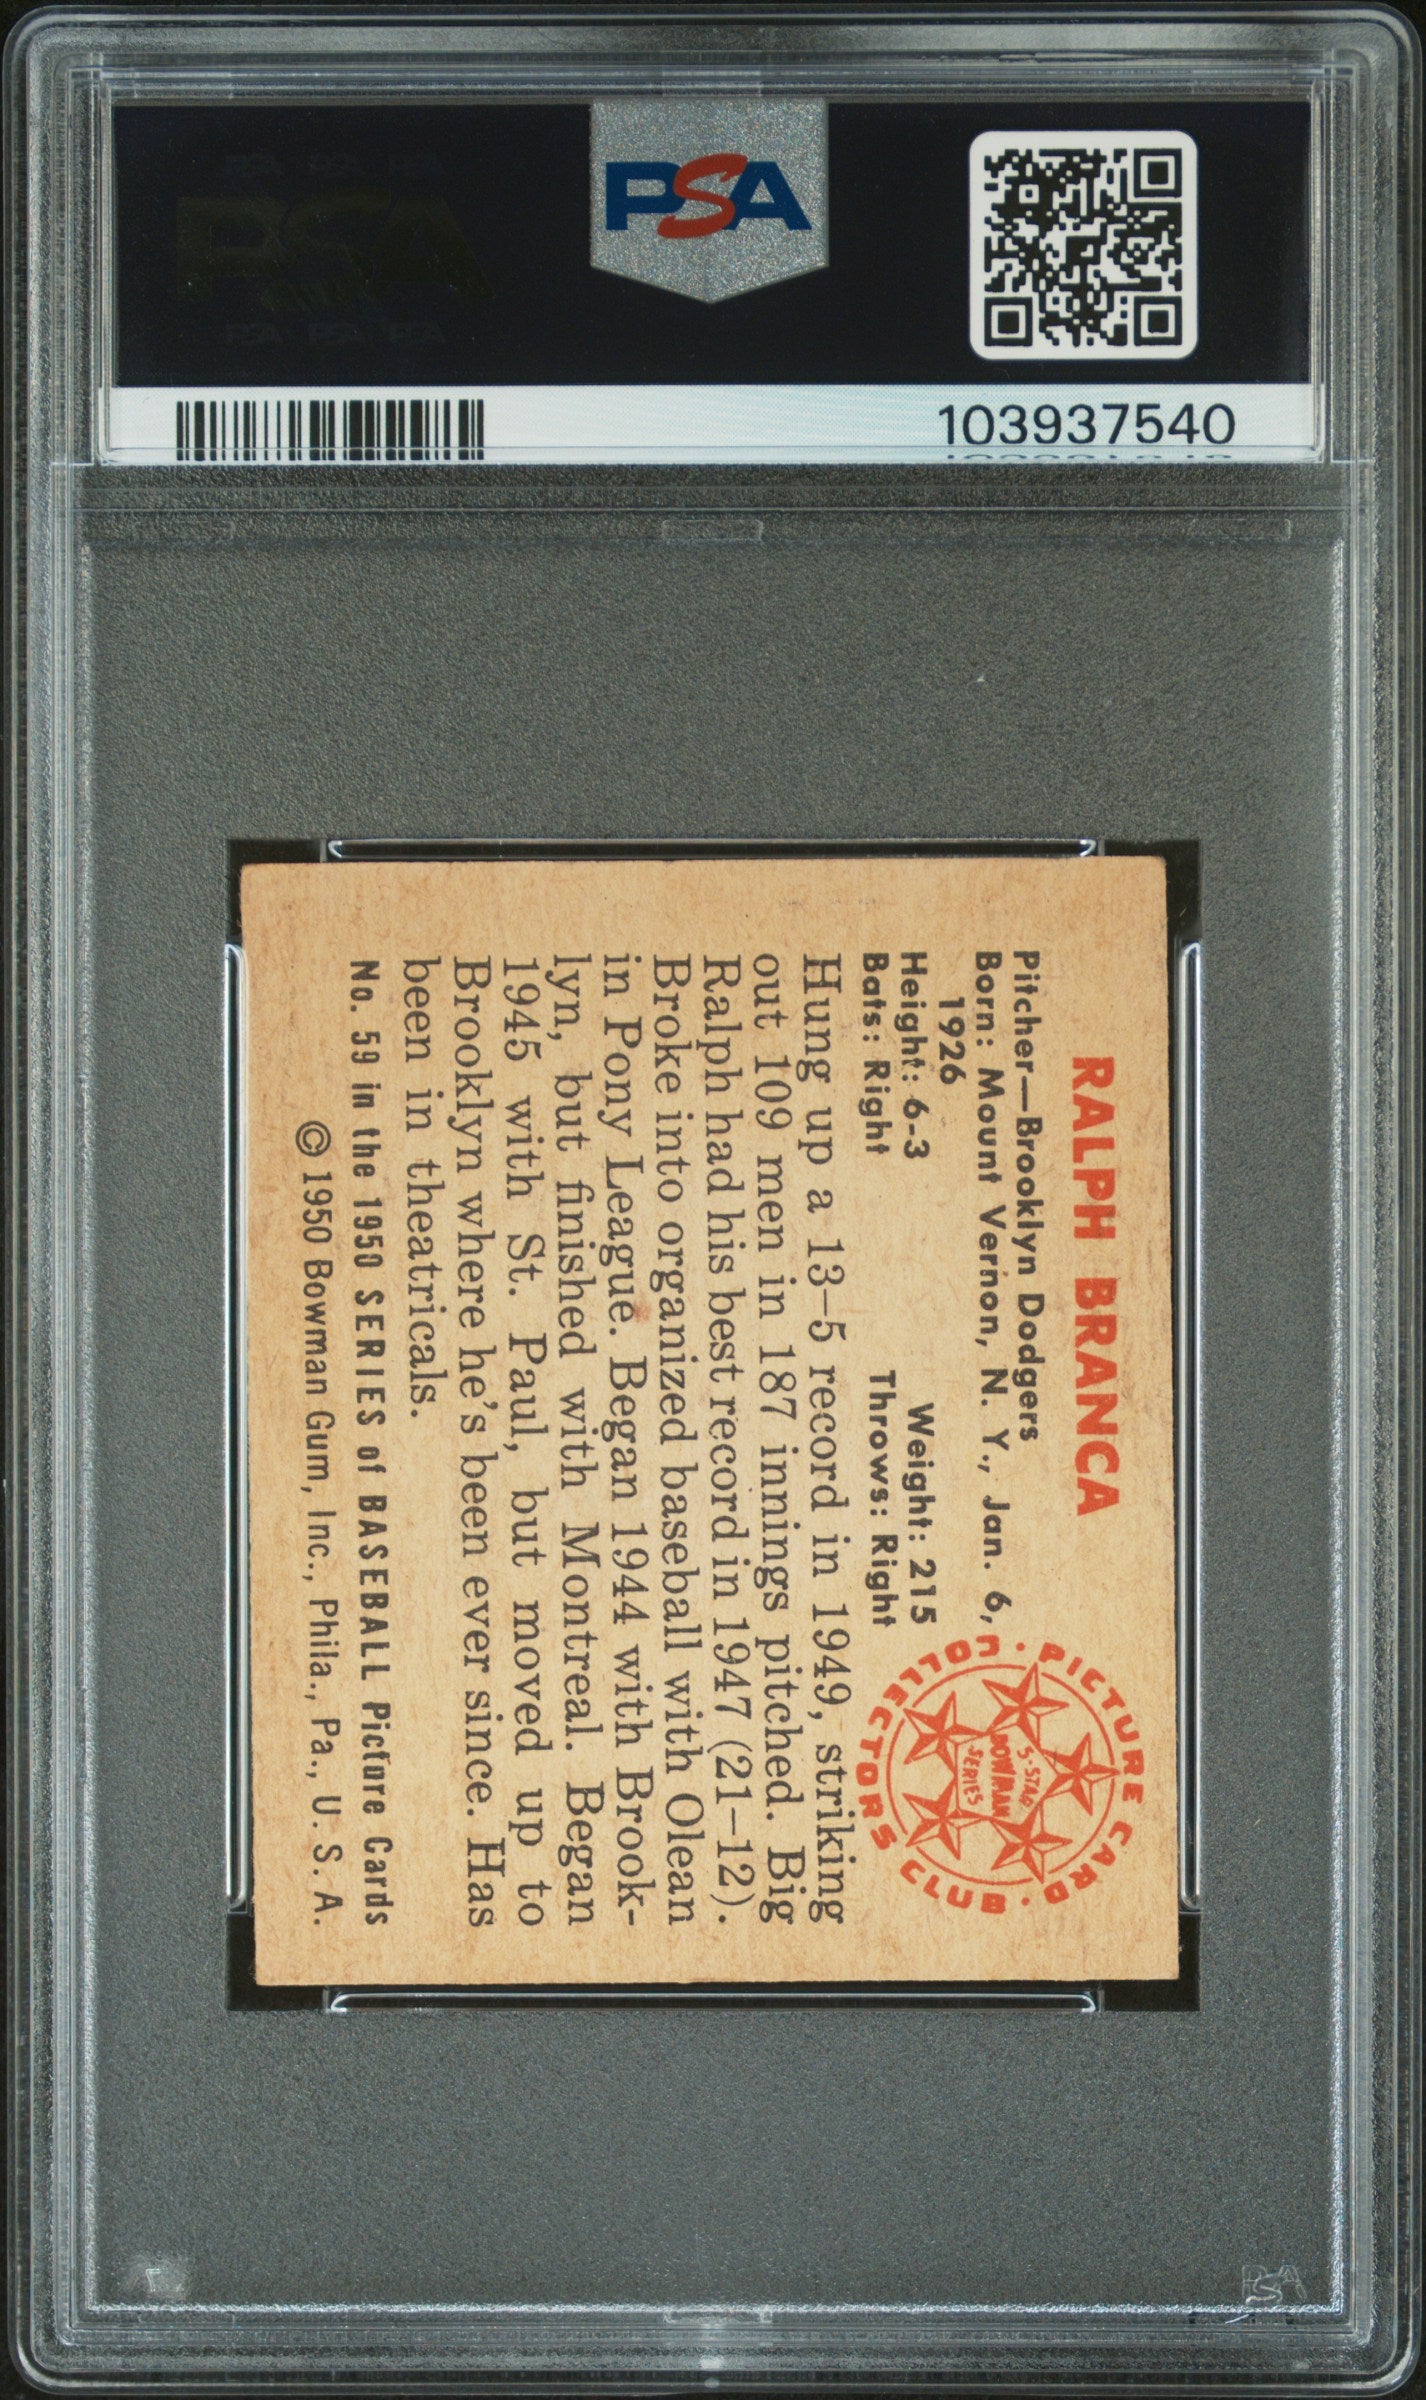 PSA
103937540
RALPH BRANCA
Pitcher—Brooklyn Dodgers
Born: Mount Vernon, N. Y., Jan. 6,
1926
Height: 6-3 Weight: 215
Bats: Right Throws: Right
PICTURE CARD · COLLECTORS CLUB ·
5-STAR
BOWMAN
SERIES
Hung up a 13–5 record in 1949, striking
out 109 men in 187 innings pitched. Big
Ralph had his best record in 1947 (21–12).
Broke into organized baseball with Olean
in Pony League. Began 1944 with Brook-
lyn, but finished with Montreal. Began
1945 with St. Paul, but moved up to
Brooklyn where he's been ever since. Has
been in theatricals.
No. 59 in the 1950 SERIES of BASEBALL Picture Cards
© 1950 Bowman Gum, Inc., Phila., Pa., U. S. A.
PSA